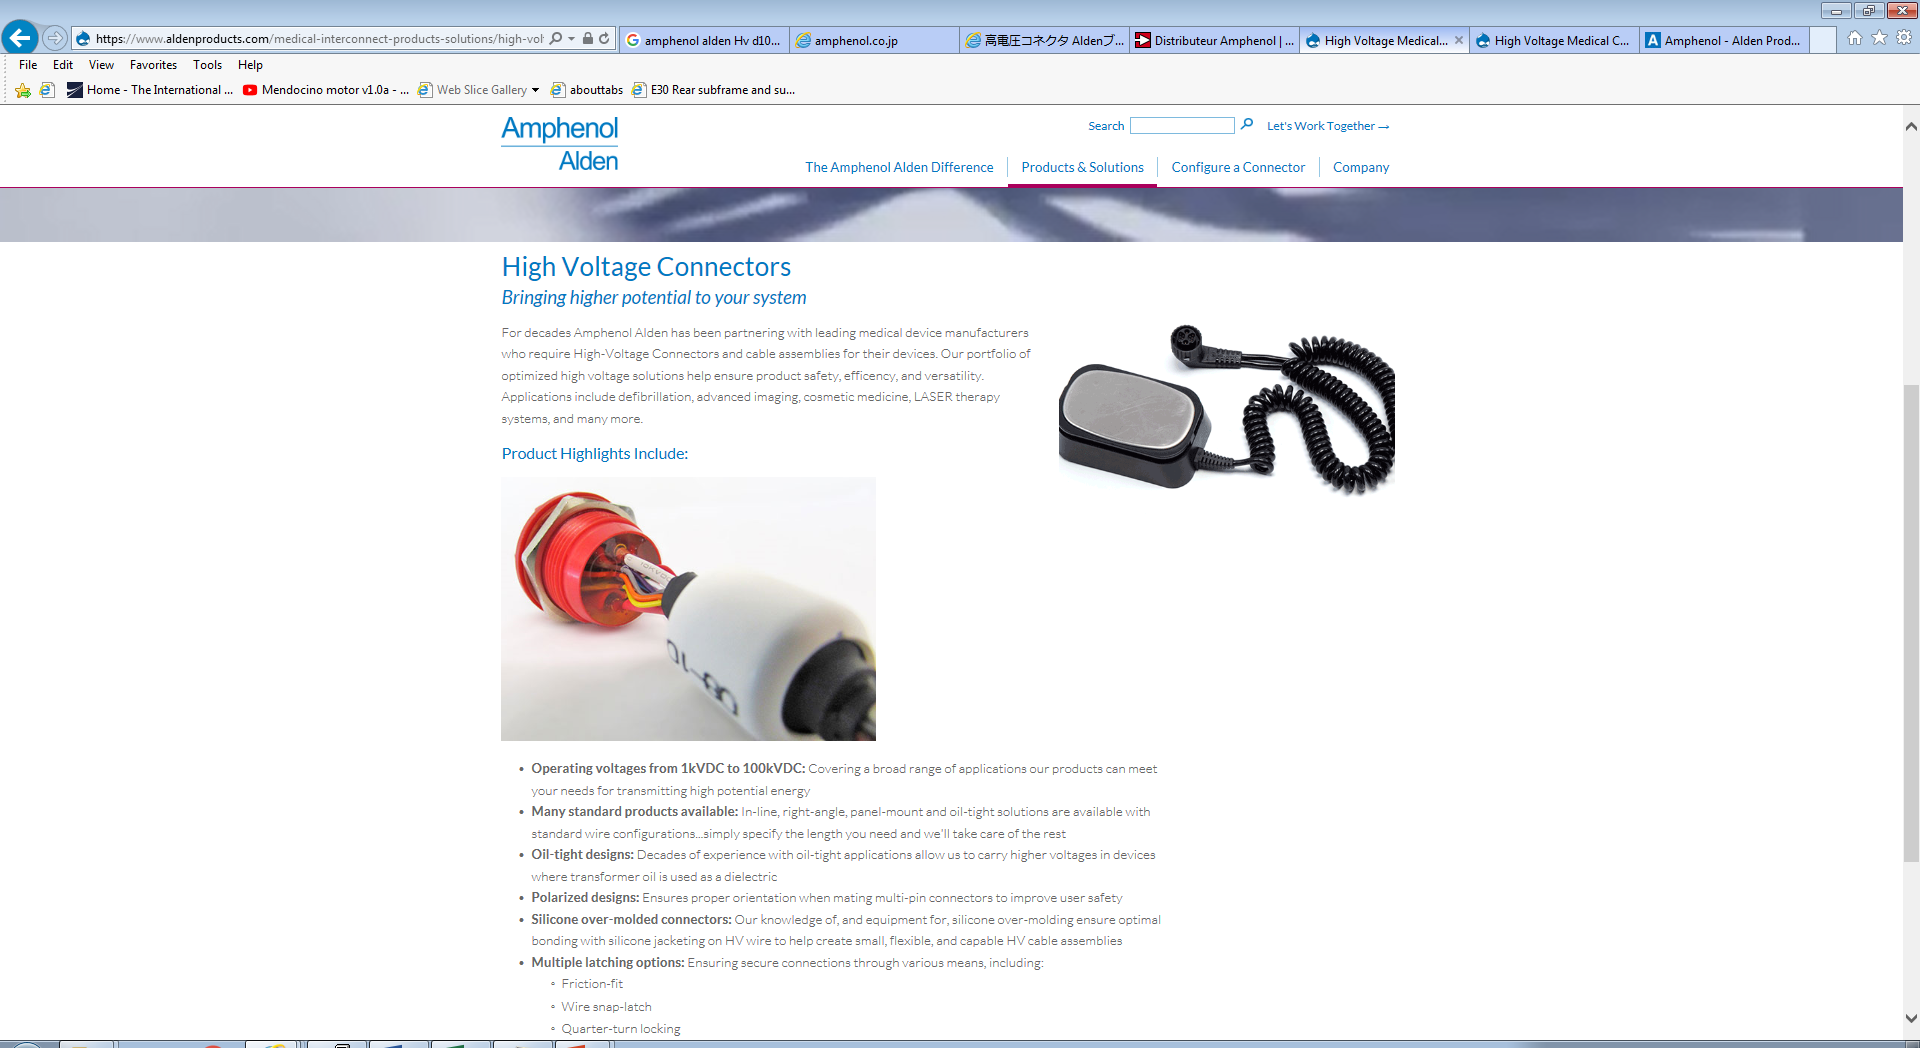 https://www.aldenproducts.com/medical-interconnect-products-solutions/high-vol
amphenol alden Hv d10...
amphenol.co.jp
高電圧コネクタ Aldenプ...
Distributeur Amphenol | ...
High Voltage Medical...
High Voltage Medical C...
Amphenol - Alden Prod...
File Edit View Favorites Tools Help
Home - The International ...
Mendocino motor v1.0a - ...
Web Slice Gallery
abouttabs
E30 Rear subframe and su...
Amphenol
Alden
Search
Let's Work Together →
The Amphenol Alden Difference
Products & Solutions
Configure a Connector
Company
High Voltage Connectors
Bringing higher potential to your system
For decades Amphenol Alden has been partnering with leading medical device manufacturers
who require High-Voltage Connectors and cable assemblies for their devices. Our portfolio of
optimized high voltage solutions help ensure product safety, efficency, and versatility.
Applications include defibrillation, advanced imaging, cosmetic medicine, LASER therapy
systems, and many more.
Product Highlights Include:
• Operating voltages from 1kVDC to 100kVDC: Covering a broad range of applications our products can meet
your needs for transmitting high potential energy
• Many standard products available: In-line, right-angle, panel-mount and oil-tight solutions are available with
standard wire configurations...simply specify the length you need and we'll take care of the rest
• Oil-tight designs: Decades of experience with oil-tight applications allow us to carry higher voltages in devices
where transformer oil is used as a dielectric
• Polarized designs: Ensures proper orientation when mating multi-pin connectors to improve user safety
• Silicone over-molded connectors: Our knowledge of, and equipment for, silicone over-molding ensure optimal
bonding with silicone jacketing on HV wire to help create small, flexible, and capable HV cable assemblies
• Multiple latching options: Ensuring secure connections through various means, including:
◦ Friction-fit
◦ Wire snap-latch
◦ Quarter-turn locking